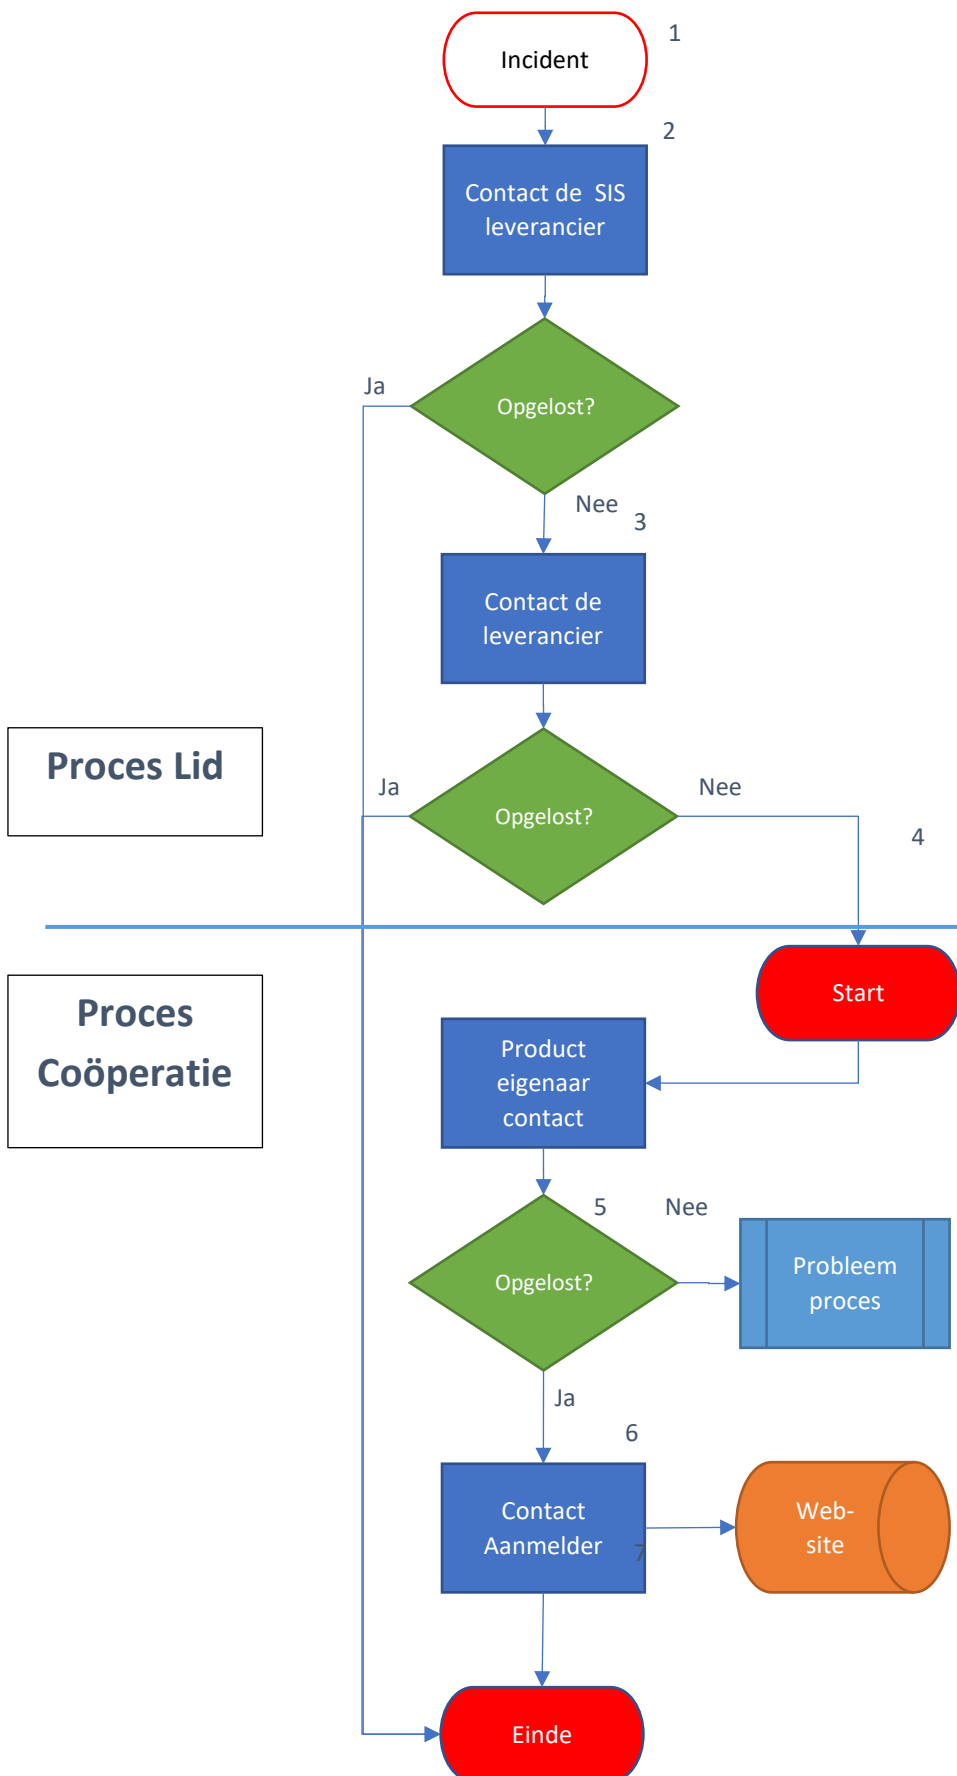 1
Incident
2
Contact de SIS
leverancier
Ja
Opgelost?
Nee
3
Contact de
leverancier
Proces Lid
Ja
Nee
Opgelost?
4
Proces
Coöperatie
Start
Product
eigenaar
contact
5
Nee
Opgelost?
Probleem
proces
Ja
6
Contact
Aanmelder
7
Web-
site
Einde